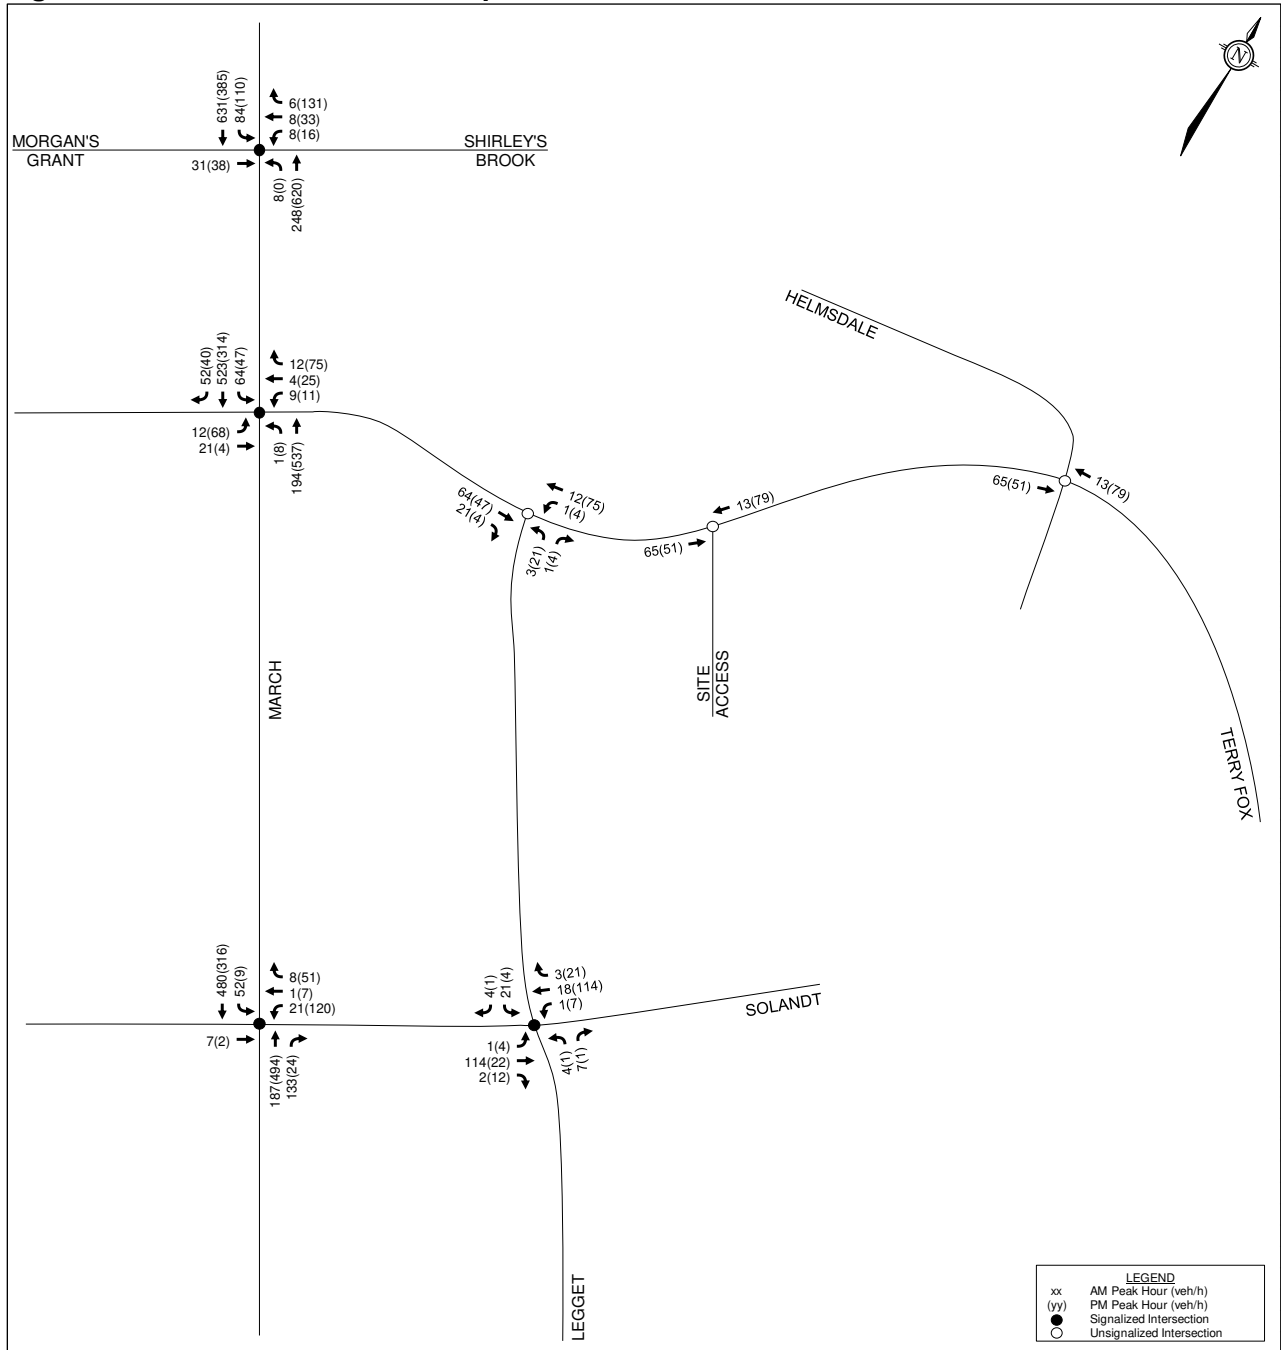 N
631(385)
84(110)
6(131)
8(33)
8(16)
MORGAN'S
GRANT
SHIRLEY'S
BROOK
31(38)
8(0)
248(620)
HELMSDALE
52(40)
523(314)
64(47)
12(75)
4(25)
9(11)
12(68)
21(4)
1(8)
194(537)
64(47)
21(4)
12(75)
1(4)
3(21)
1(4)
13(79)
65(51)
65(51)
13(79)
MARCH
SITE
ACCESS
TERRY FOX
480(316)
52(9)
8(51)
1(7)
21(120)
7(2)
187(494)
133(24)
4(1)
21(4)
3(21)
18(114)
1(7)
SOLANDT
1(4)
114(22)
2(12)
4(1)
7(1)
LEGGET
LEGEND
xx AM Peak Hour (veh/h)
(yy) PM Peak Hour (veh/h)
Signalized Intersection
Unsignalized Intersection